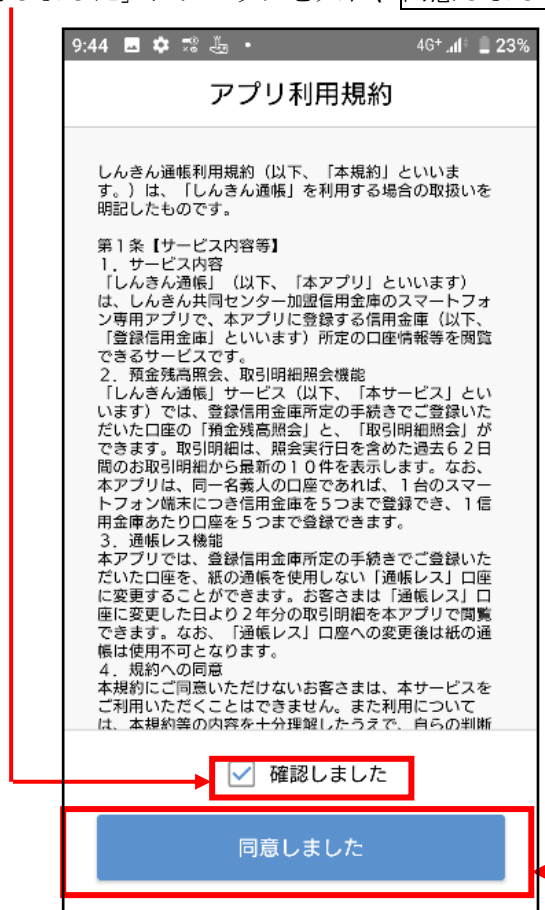 9:44 4G+ 23%
アプリ利用規約
しんきん通帳利用規約（以下、「本規約」といいま
す。）は、「しんきん通帳」を利用する場合の取扱いを
明記したものです。
第１条【サービス内容等】
１．サービス内容
「しんきん通帳」（以下、「本アプリ」といいます）
は、しんきん共同センター加盟信用金庫のスマートフォ
ン専用アプリで、本アプリに登録する信用金庫（以下、
「登録信用金庫」といいます）所定の口座情報等を閲覧
できるサービスです。
２．預金残高照会、取引明細照会機能
「しんきん通帳」サービス（以下、「本サービス」とい
います）では、登録信用金庫所定の手続きでご登録いた
だいた口座の「預金残高照会」と、「取引明細照会」が
できます。取引明細は、照会実行日を含めた過去６２日
間のお取引明細から最新の１０件を表示します。なお、
本アプリは、同一名義人の口座であれば、１台のスマー
トフォン端末につき信用金庫を５つまで登録でき、１信
用金庫あたり口座を５つまで登録できます。
３．通帳レス機能
本アプリでは、登録信用金庫所定の手続きでご登録いた
だいた口座を、紙の通帳を使用しない「通帳レス」口座
に変更することができます。お客さまは「通帳レス」口
座に変更した日より２年分の取引明細を本アプリで閲覧
できます。なお、「通帳レス」口座への変更後は紙の通
帳は使用不可となります。
４．規約への同意
本規約にご同意いただけないお客さまは、本サービスを
ご利用いただくことはできません。また利用について
は、本規約等の内容を十分理解したうえで、自らの判断
確認しました
同意しました